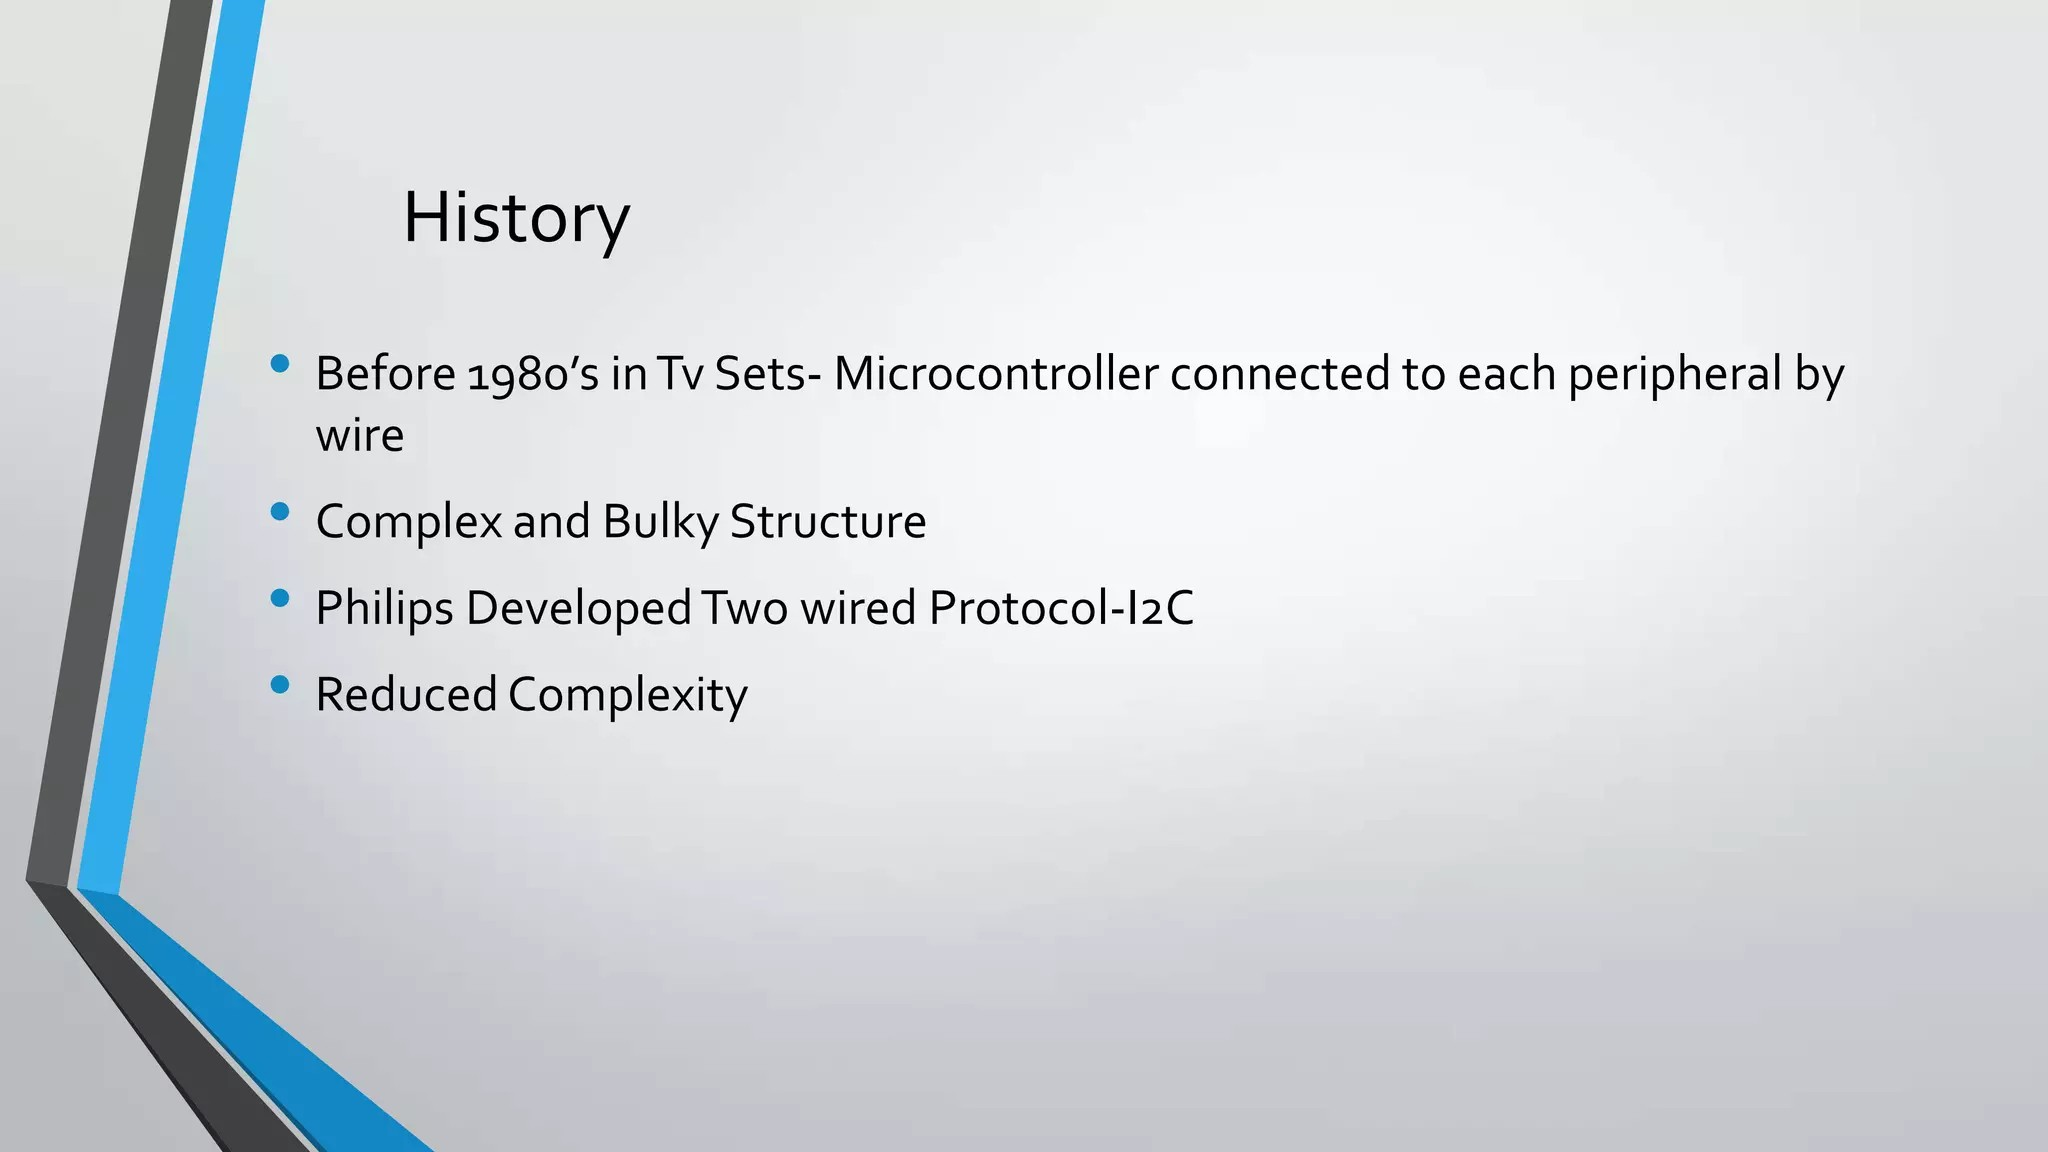 History
• Before 1980’s in Tv Sets- Microcontroller connected to each peripheral by
wire
• Complex and Bulky Structure
• Philips Developed Two wired Protocol-I2C
• Reduced Complexity